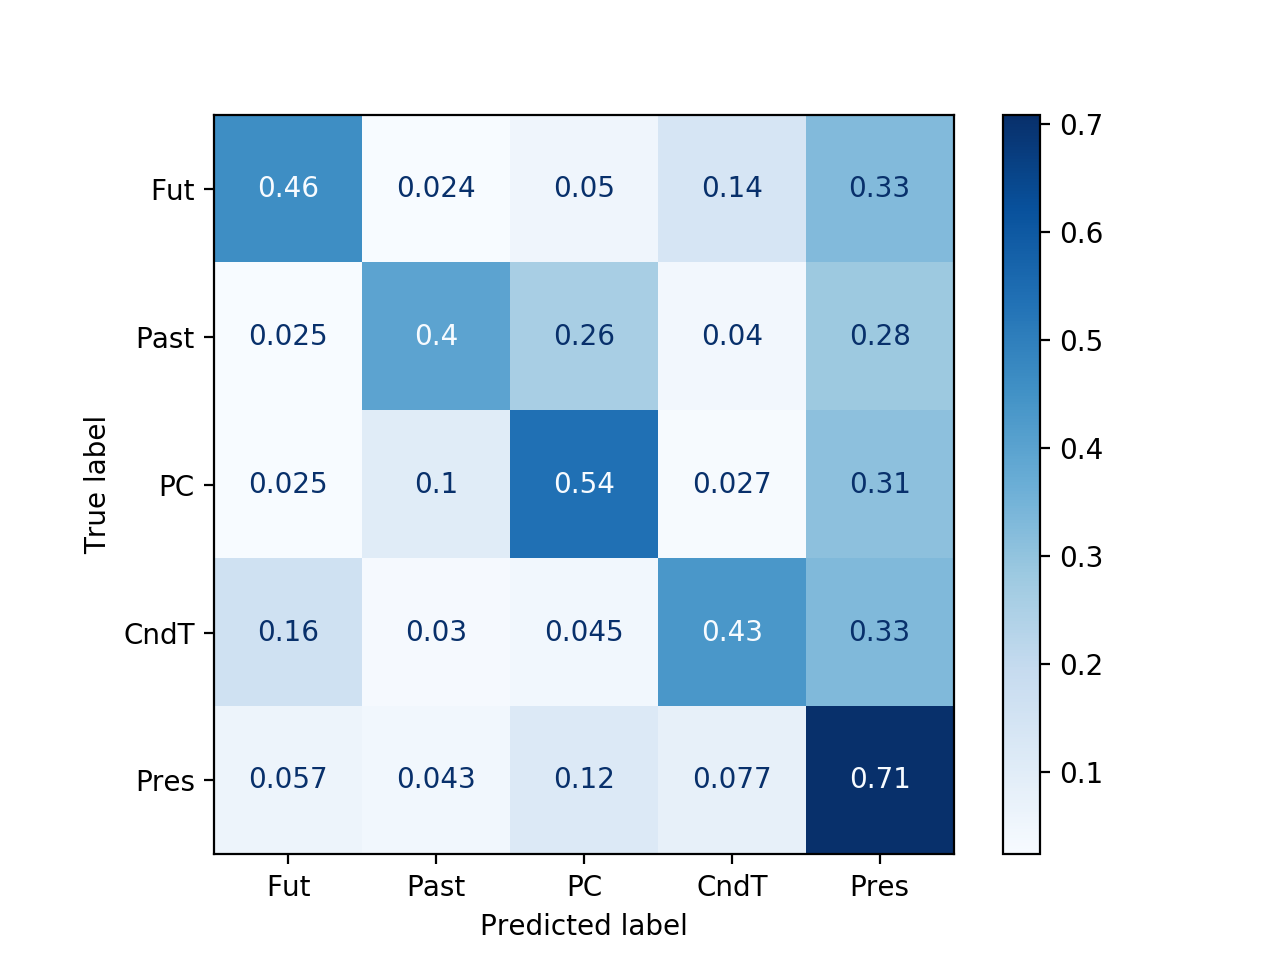 0.7
Fut 0.46 0.024 0.05 0.14 0.33
0.6
Past 0.025 0.4 0.26 0.04 0.28
0.5
0.4
True label
PC 0.025 0.1 0.54 0.027 0.31
0.3
CndT 0.16 0.03 0.045 0.43 0.33
0.2
Pres 0.057 0.043 0.12 0.077 0.71
0.1
Fut Past PC CndT Pres
Predicted label